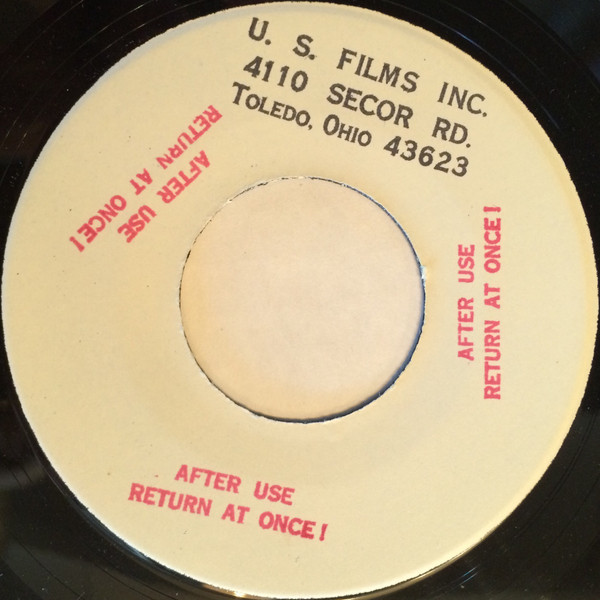 U. S. FILMS INC.
4110 SECOR RD.
TOLEDO, OHIO 43623
AFTER USE
RETURN AT ONCE!
AFTER USE
RETURN AT ONCE!
AFTER USE
RETURN AT ONCE!